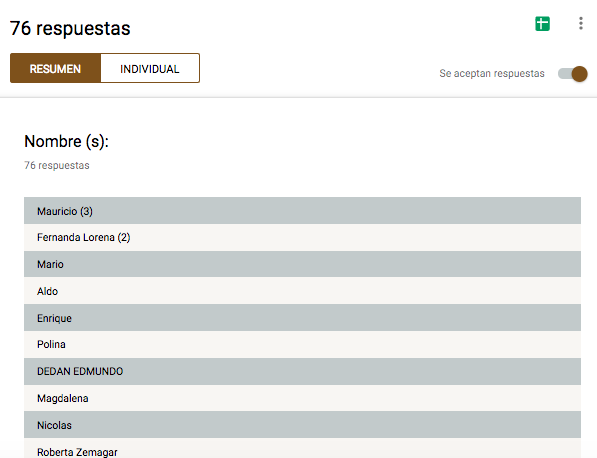 76 respuestas
RESUMEN
INDIVIDUAL
Se aceptan respuestas
Nombre (s):
76 respuestas
Mauricio (3)
Fernanda Lorena (2)
Mario
Aldo
Enrique
Polina
DEDAN EDMUNDO
Magdalena
Nicolas
Roberta Zemagar